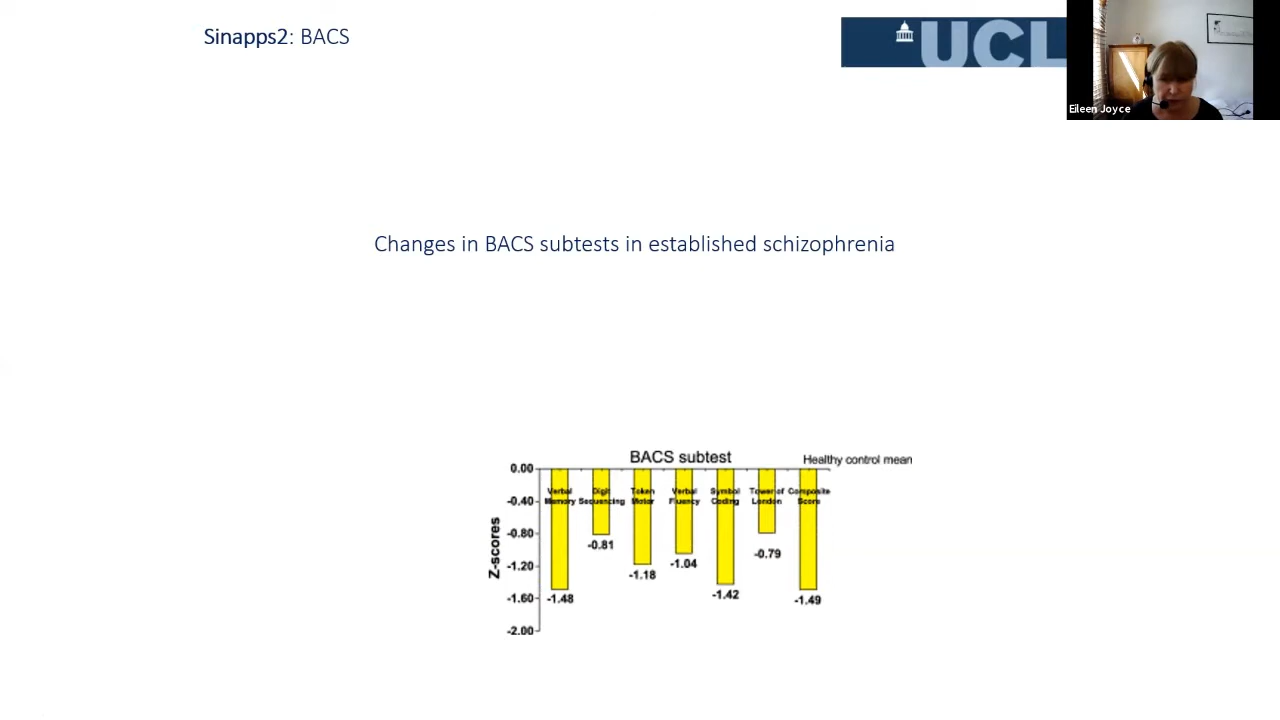 Sinapps2: BACS
UCL
Eileen Joyce
Changes in BACS subtests in established schizophrenia
BACS subtest
Healthy control mean
0.00
-0.40
-0.80
-1.20
-1.60
-2.00
Z-scores
Verbal Memory
Digit Sequencing
Token Motor
Verbal Fluency
Symbol Coding
Tower of London
Composite Score
-1.48
-0.81
-1.18
-1.04
-1.42
-0.79
-1.49